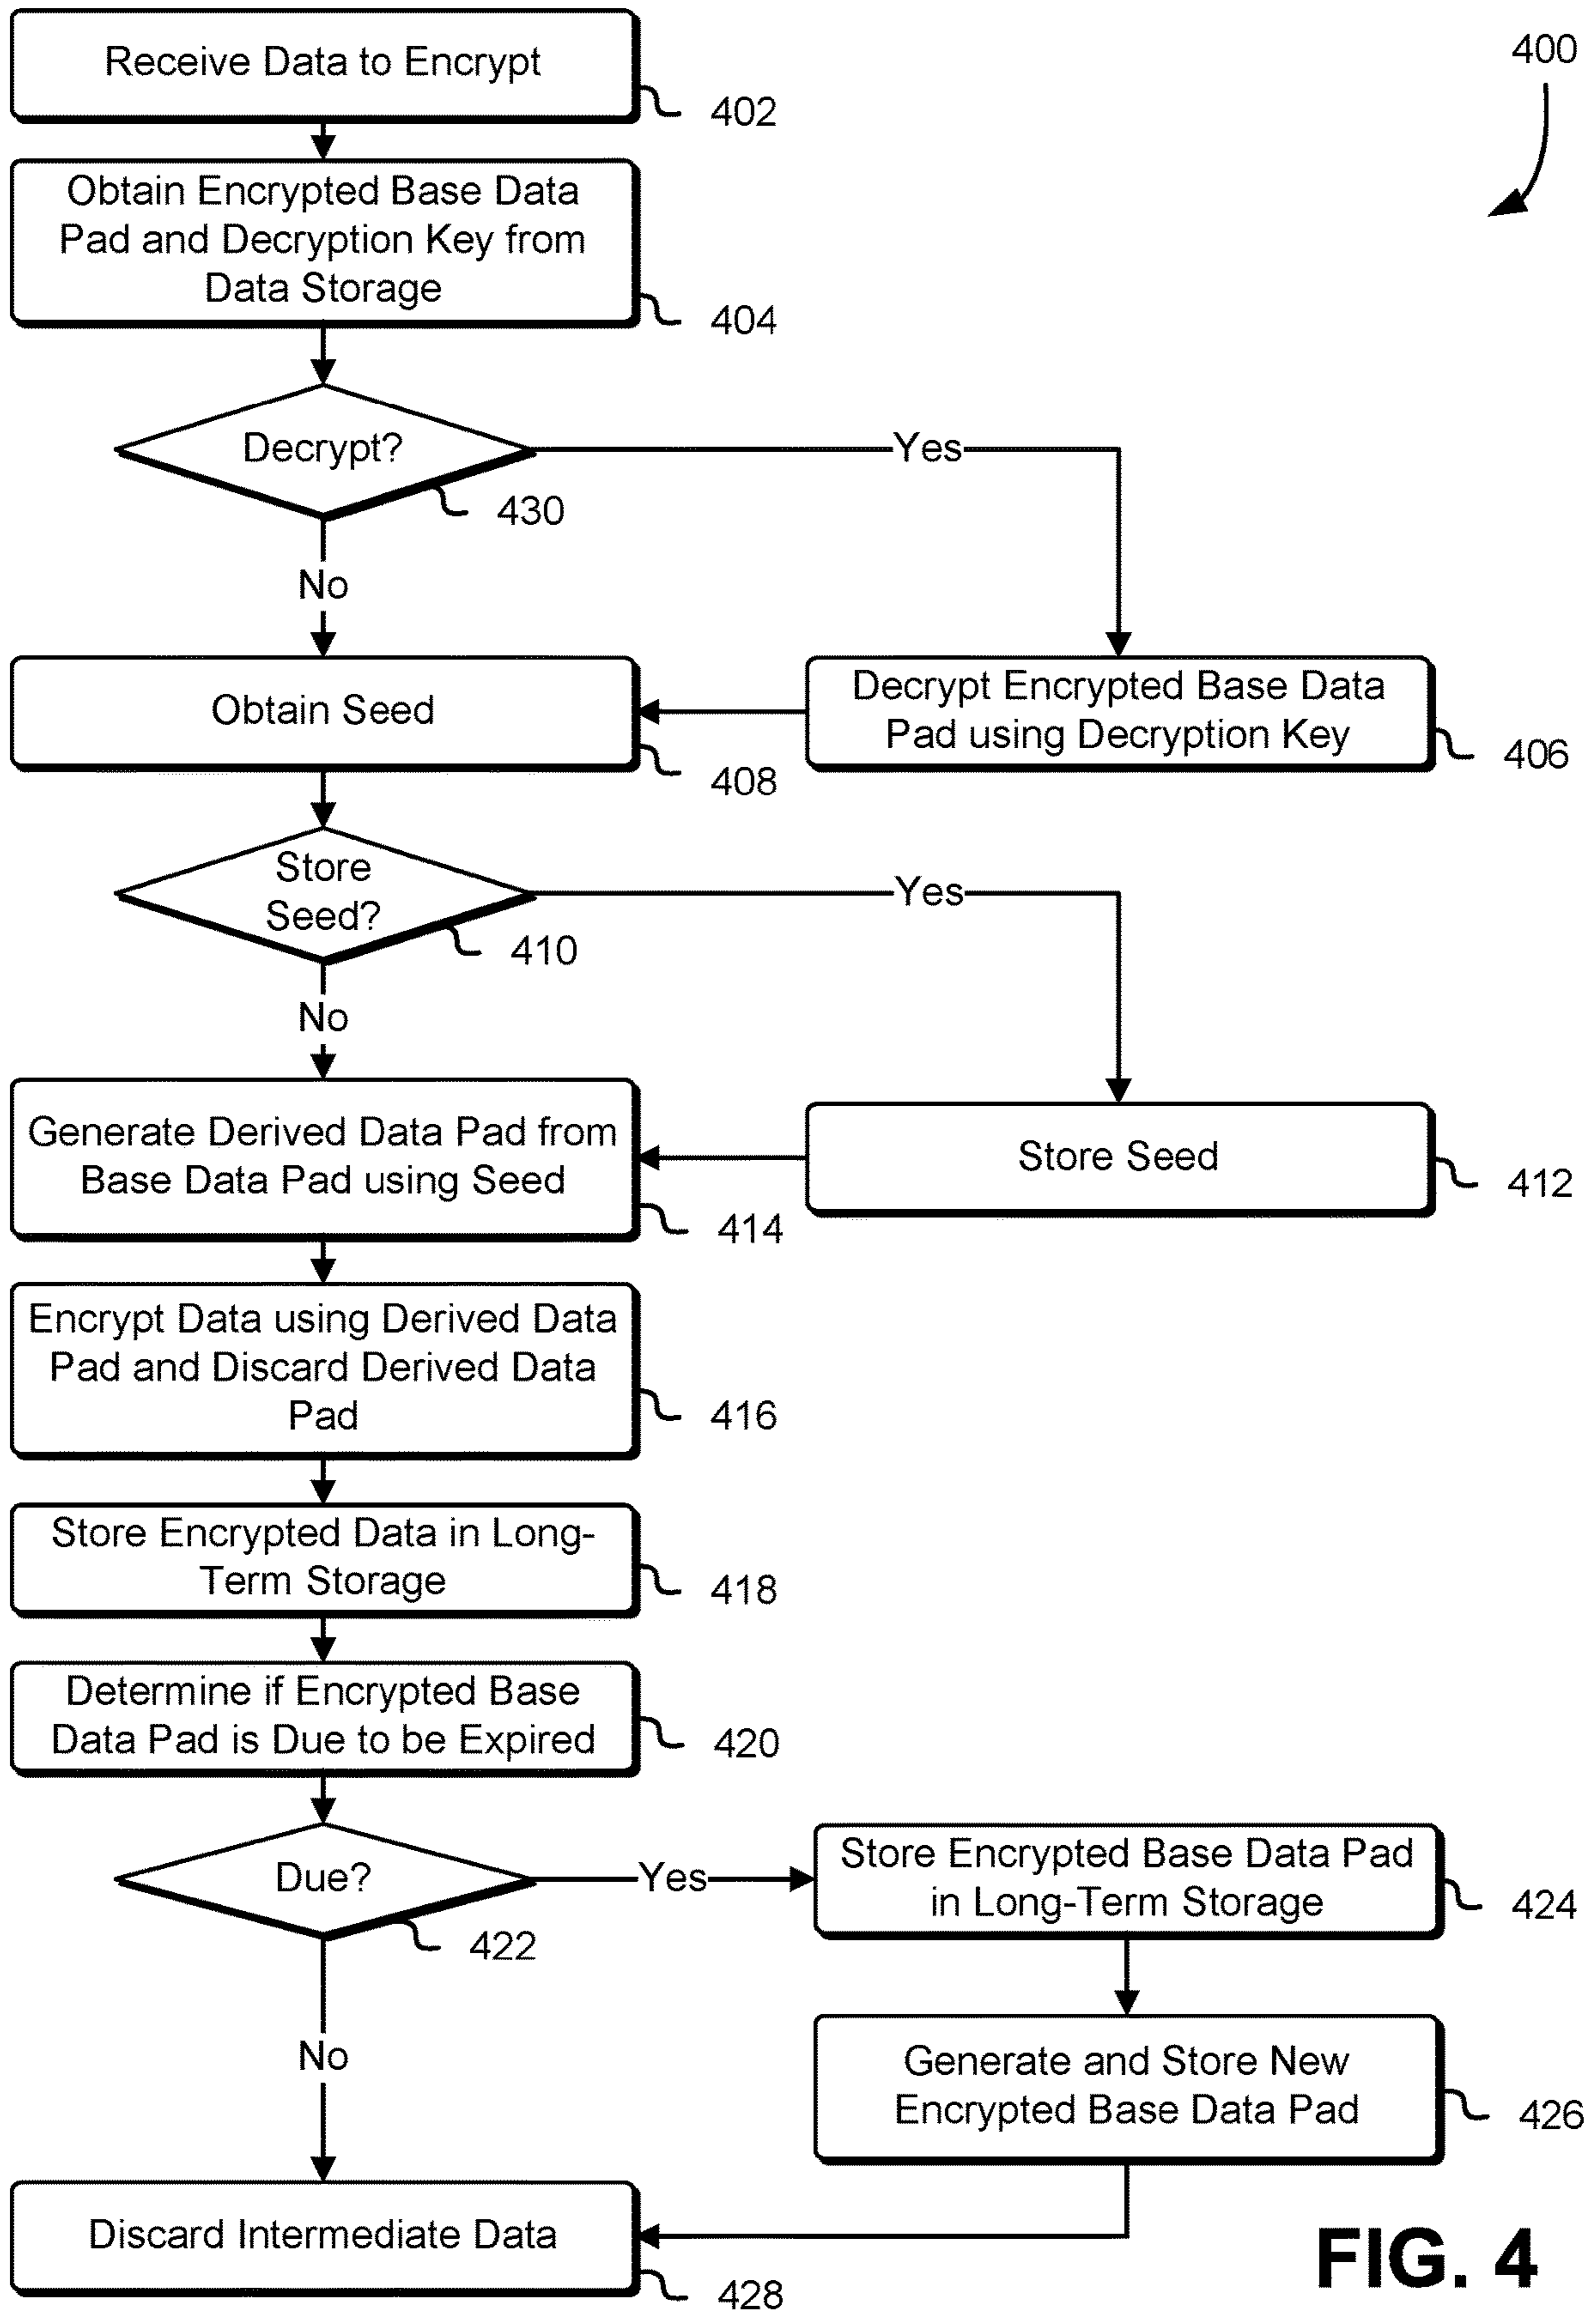 400
Receive Data to Encrypt
402
Obtain Encrypted Base Data
Pad and Decryption Key from
Data Storage
404
Decrypt?
Yes
430
No
Obtain Seed
408
Decrypt Encrypted Base Data
Pad using Decryption Key
406
Store
Seed?
Yes
410
No
Generate Derived Data Pad from
Base Data Pad using Seed
414
Store Seed
412
Encrypt Data using Derived Data
Pad and Discard Derived Data
Pad
416
Store Encrypted Data in Long-
Term Storage
418
Determine if Encrypted Base
Data Pad is Due to be Expired
420
Due?
Yes
422
Store Encrypted Base Data Pad
in Long-Term Storage
424
No
Generate and Store New
Encrypted Base Data Pad
426
Discard Intermediate Data
428
FIG. 4